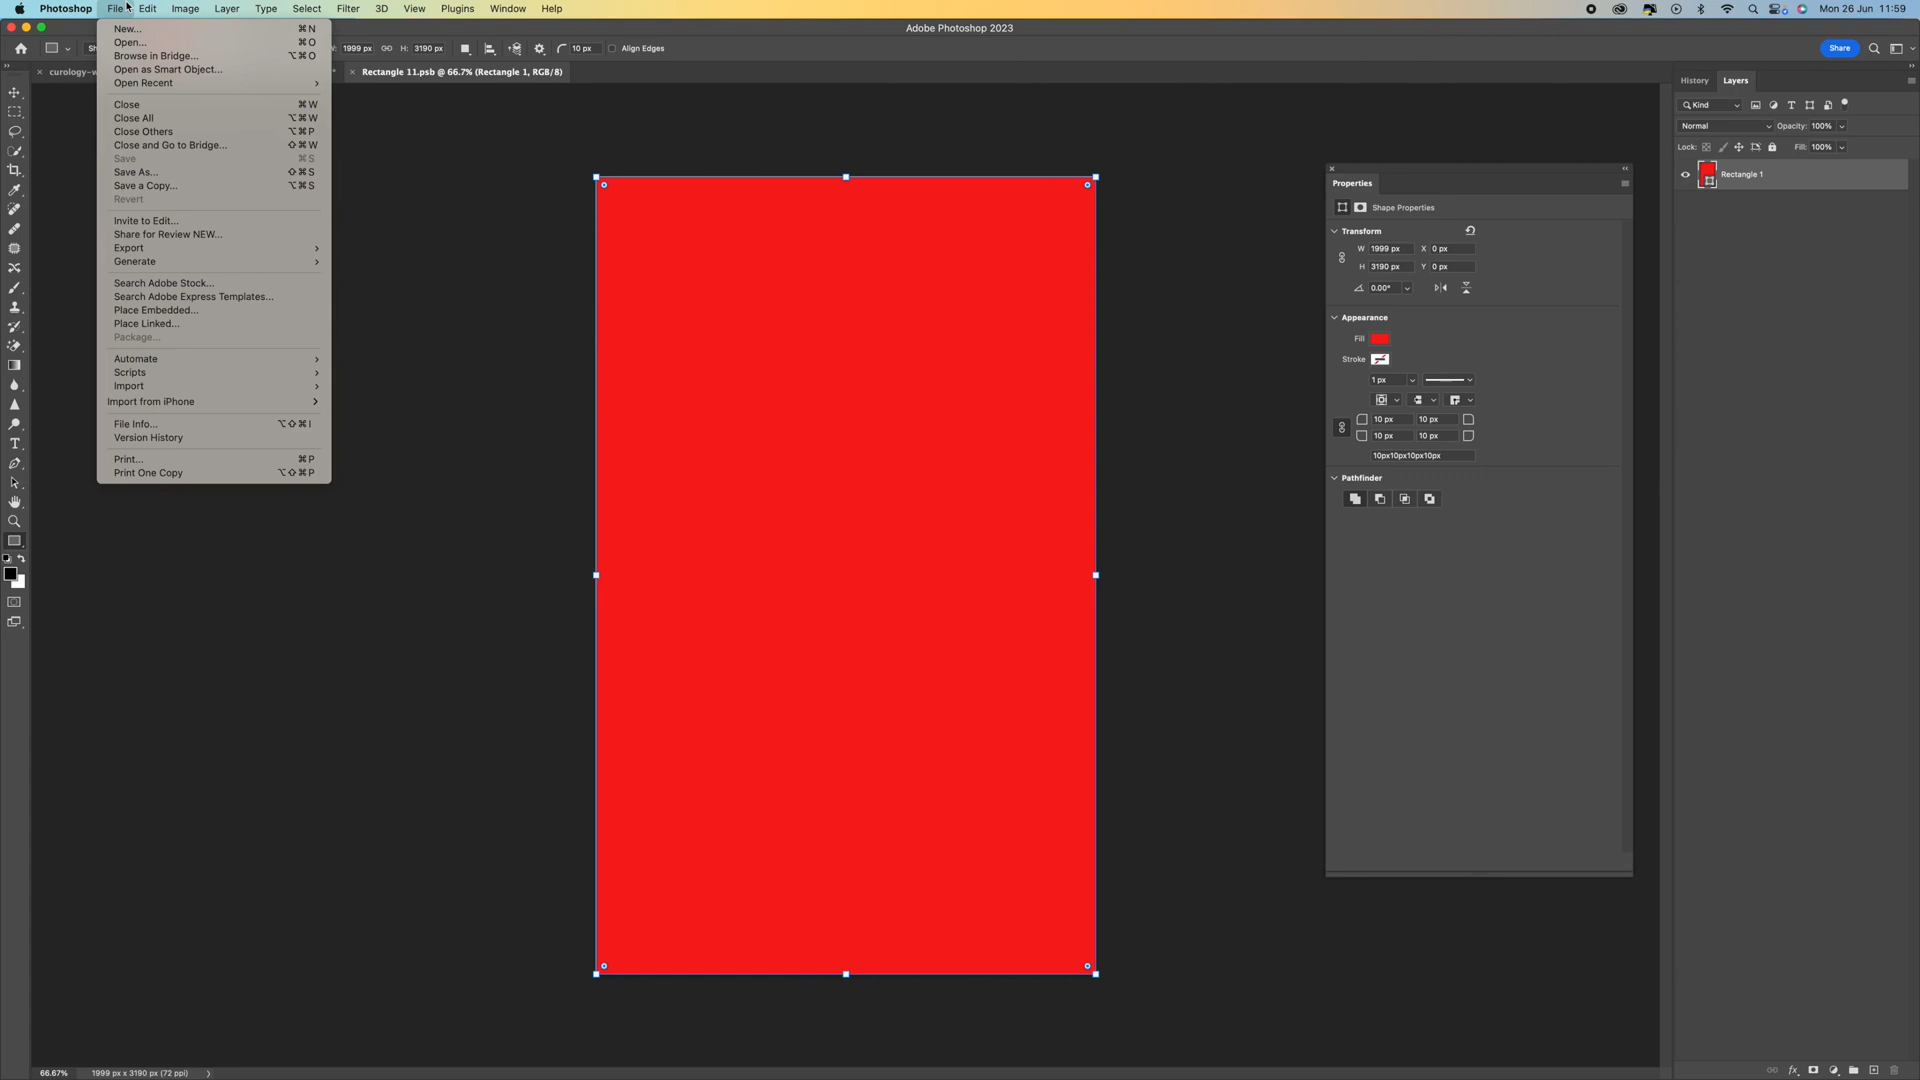 Photoshop File Edit Image Layer Type Select Filter 3D View Plugins Window Help Mon 26 Jun 11:59
Adobe Photoshop 2023
1999 px H: 3190 px 10 px Align Edges Share
Rectangle 11.psb @ 66.7% (Rectangle 1, RGB/8)
New... ⌘N
Open... ⌘O
Browse in Bridge... ⌥⌘O
Open as Smart Object...
Open Recent
Close ⌘W
Close All ⌥⌘W
Close Others ⌥⌘P
Close and Go to Bridge... ⇧⌘W
Save ⌘S
Save As... ⇧⌘S
Save a Copy... ⌥⌘S
Revert
Invite to Edit...
Share for Review NEW...
Export
Generate
Search Adobe Stock...
Search Adobe Express Templates...
Place Embedded...
Place Linked...
Package...
Automate
Scripts
Import
Import from iPhone
File Info... ⌥⇧⌘I
Version History
Print... ⌘P
Print One Copy ⌥⇧⌘P
Properties
Shape Properties
Transform
W 1999 px X 0 px
H 3190 px Y 0 px
0.00°
Appearance
Fill
Stroke
1 px
10 px 10 px
10 px 10 px
10px10px10px10px
Pathfinder
History Layers
Kind
Normal Opacity: 100%
Lock: Fill: 100%
Rectangle 1
fx
66.67% 1999 px x 3190 px (72 ppi)